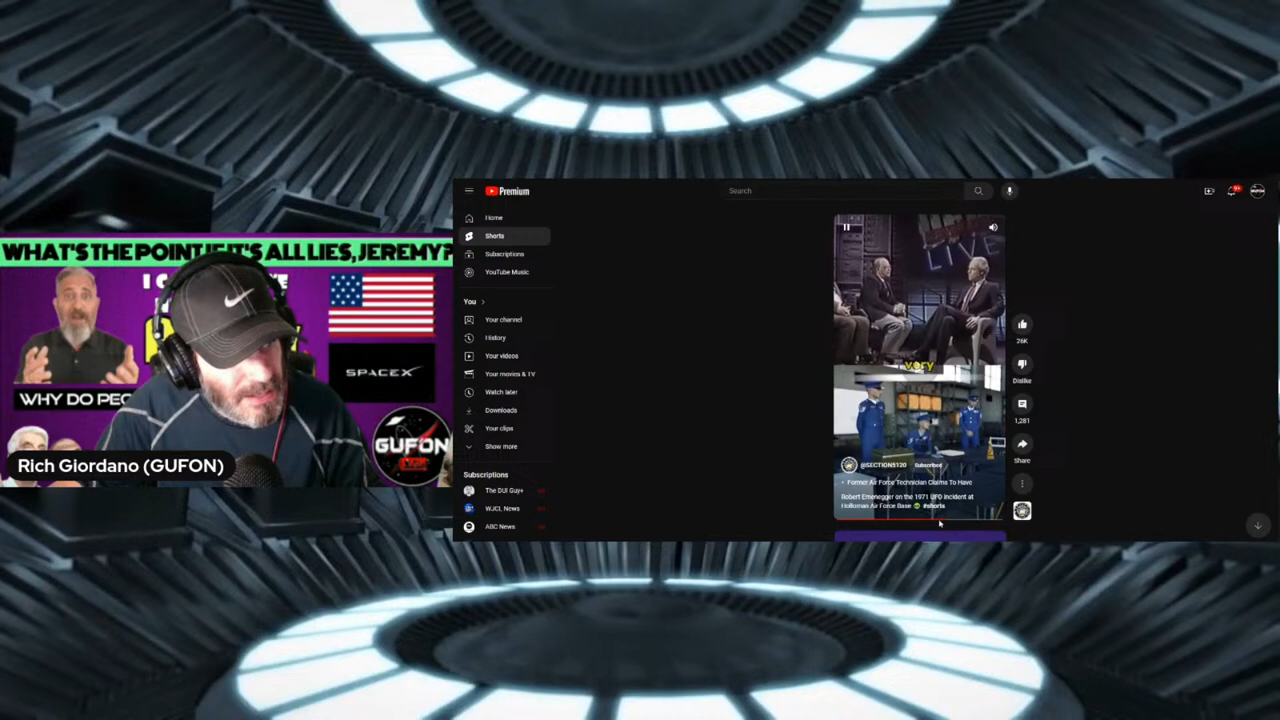 WHAT'S THE POINT IF IT'S ALL LIES, JEREMY?
WHY DO PEO
SPACEX
GUFON
Rich Giordano (GUFON)
Premium
Search
9+
Home
Shorts
Subscriptions
YouTube Music
You
Your channel
History
Your videos
Your movies & TV
Watch later
Downloads
Your clips
Show more
Subscriptions
The DUI Guy+
WJCL News
ABC News
LIVE
very
@SECTION5120 Subscribed
Former Air Force Technician Claims To Have
Robert Emenegger on the 1971 UFO Incident at
Holloman Air Force Base #shorts
26K
Dislike
1,281
Share